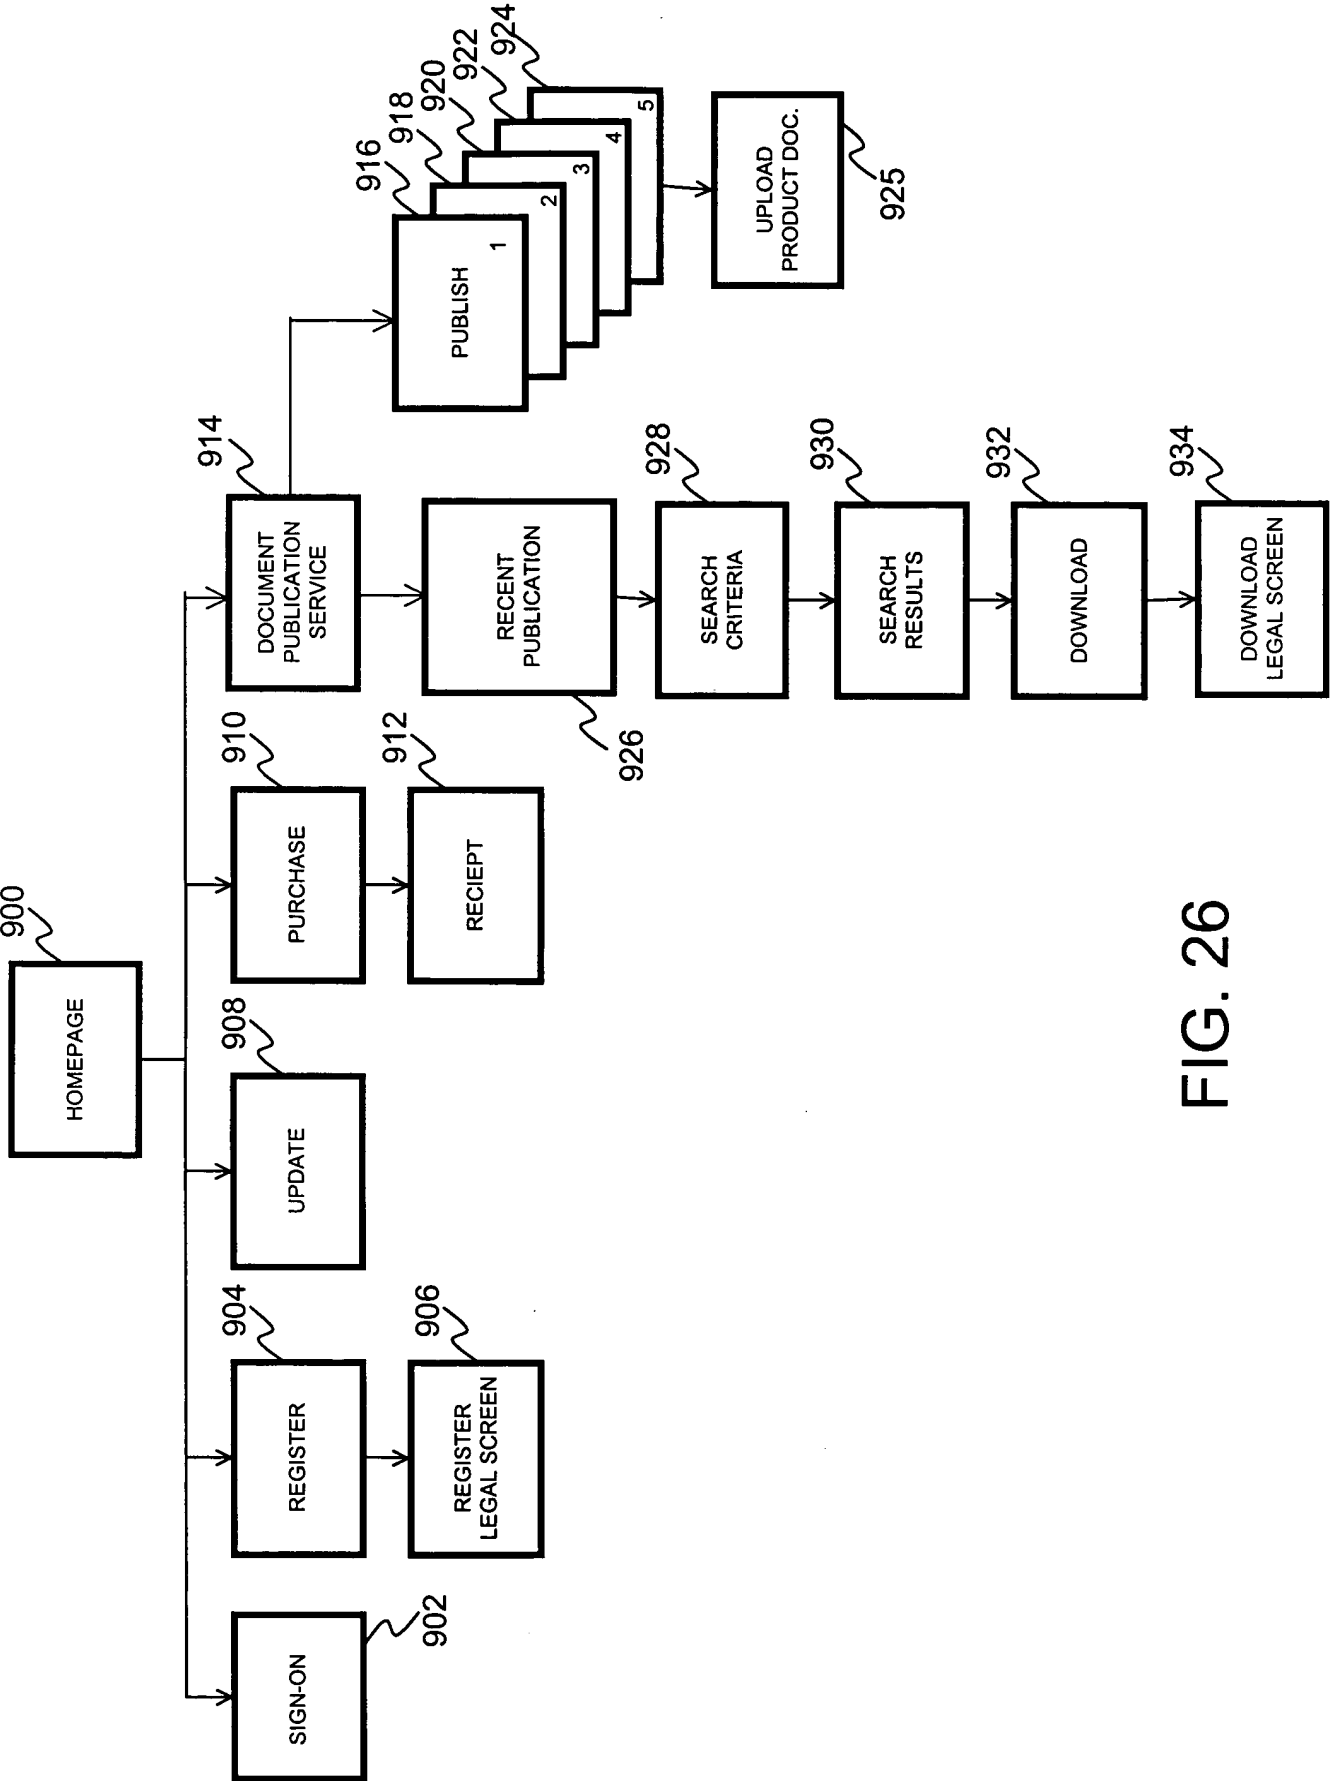 900
HOMEPAGE
SIGN-ON
902
904
REGISTER
906
REGISTER
LEGAL SCREEN
908
UPDATE
910
PURCHASE
912
RECIEPT
914
DOCUMENT
PUBLICATION
SERVICE
916
918
920
922
924
PUBLISH
1
2
3
4
5
UPLOAD
PRODUCT DOC.
925
RECENT
PUBLICATION
926
928
SEARCH
CRITERIA
930
SEARCH
RESULTS
932
DOWNLOAD
934
DOWNLOAD
LEGAL SCREEN
FIG. 26